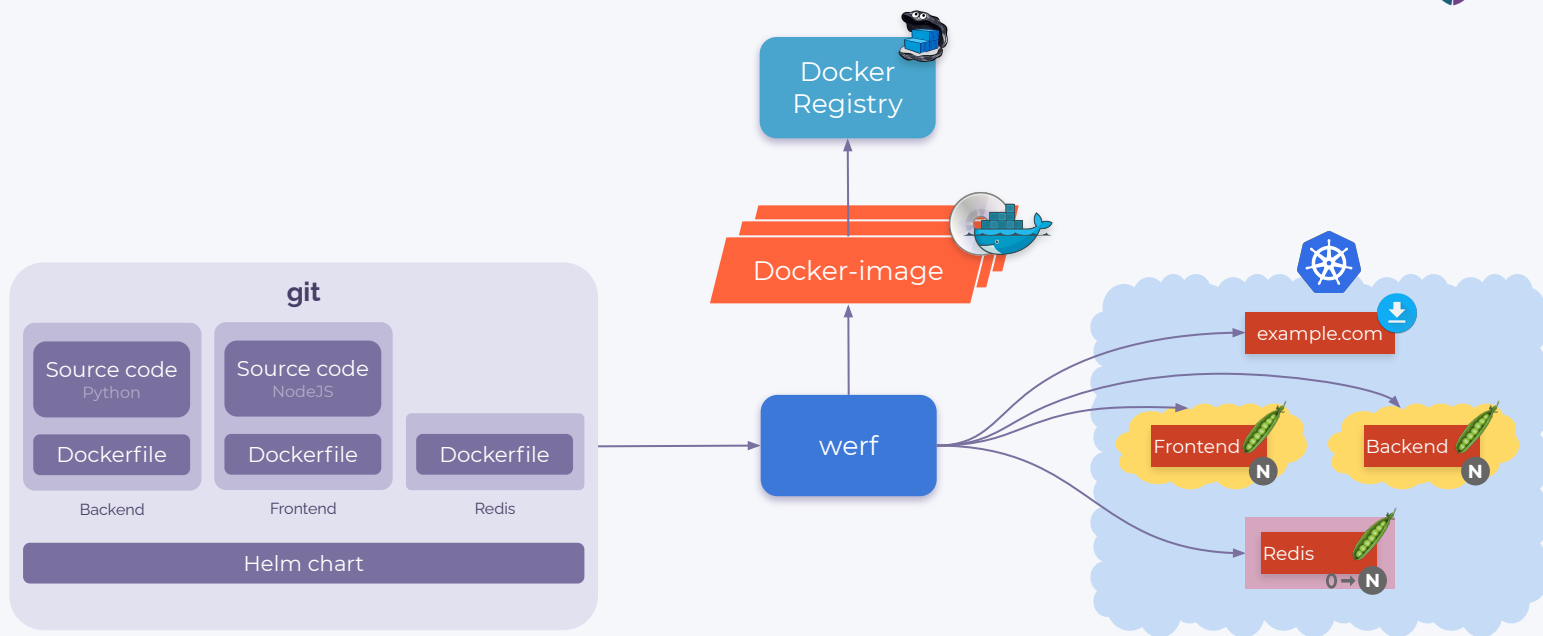 Docker
Registry
Docker-image
git
Source code
Python
Dockerfile
Backend
Source code
NodeJS
Dockerfile
Frontend
Dockerfile
Redis
Helm chart
werf
example.com
Frontend
N
Backend
N
Redis
0 → N